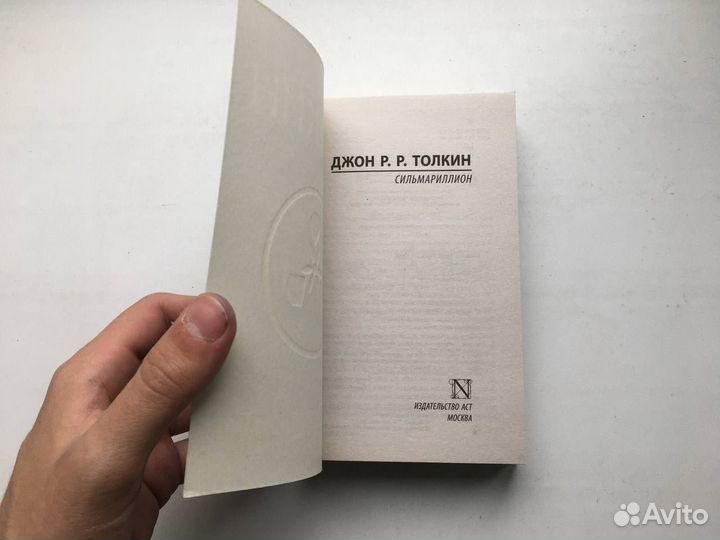 ДЖОН Р. Р. ТОЛКИН
СИЛЬМАРИЛЛИОН
N
ИЗДАТЕЛЬСТВО АСТ
МОСКВА
Avito